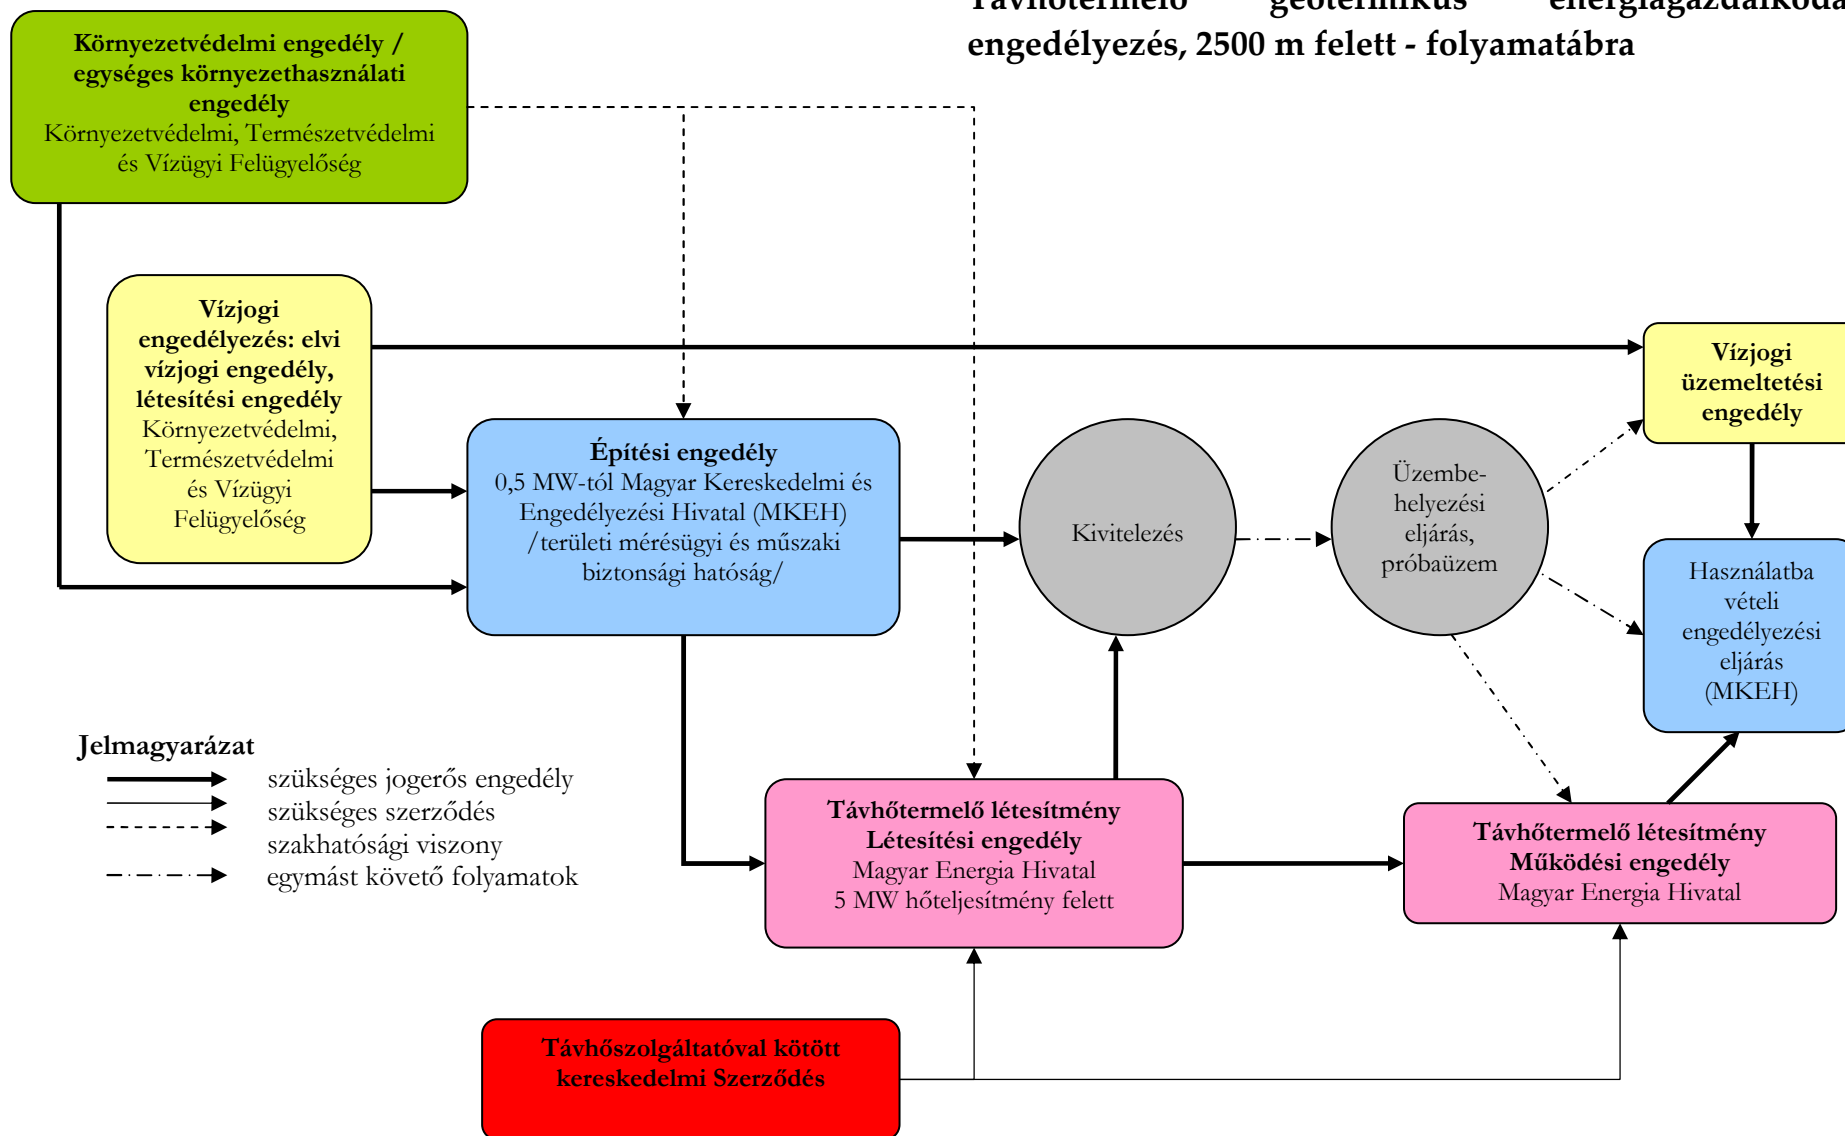 Távhőtermelő geotermikus
engedélyezés, 2500 m felett - folyamatábra
Környezetvédelmi engedély /
egységes környezethasználati
engedély
Környezetvédelmi, Természetvédelmi
és Vízügyi Felügyelőség
Vízjogi
engedélyezés: elvi
vízjogi engedély,
létesítési engedély
Környezetvédelmi,
Természetvédelmi
és Vízügyi
Felügyelőség
Építési engedély
0,5 MW-tól Magyar Kereskedelmi és
Engedélyezési Hivatal (MKEH)
/területi mérésügyi és műszaki
biztonsági hatóság/
Kivitelezés
Üzembe-
helyezési
eljárás,
próbaüzem
Vízjogi
üzemeltetési
engedély
Használatba
vételi
engedélyezési
eljárás
(MKEH)
Jelmagyarázat
szükséges jogerős engedély
szükséges szerződés
szakhatósági viszony
egymást követő folyamatok
Távhőtermelő létesítmény
Létesítési engedély
Magyar Energia Hivatal
5 MW hőteljesítmény felett
Távhőtermelő létesítmény
Működési engedély
Magyar Energia Hivatal
Távhőszolgáltatóval kötött
kereskedelmi Szerződés